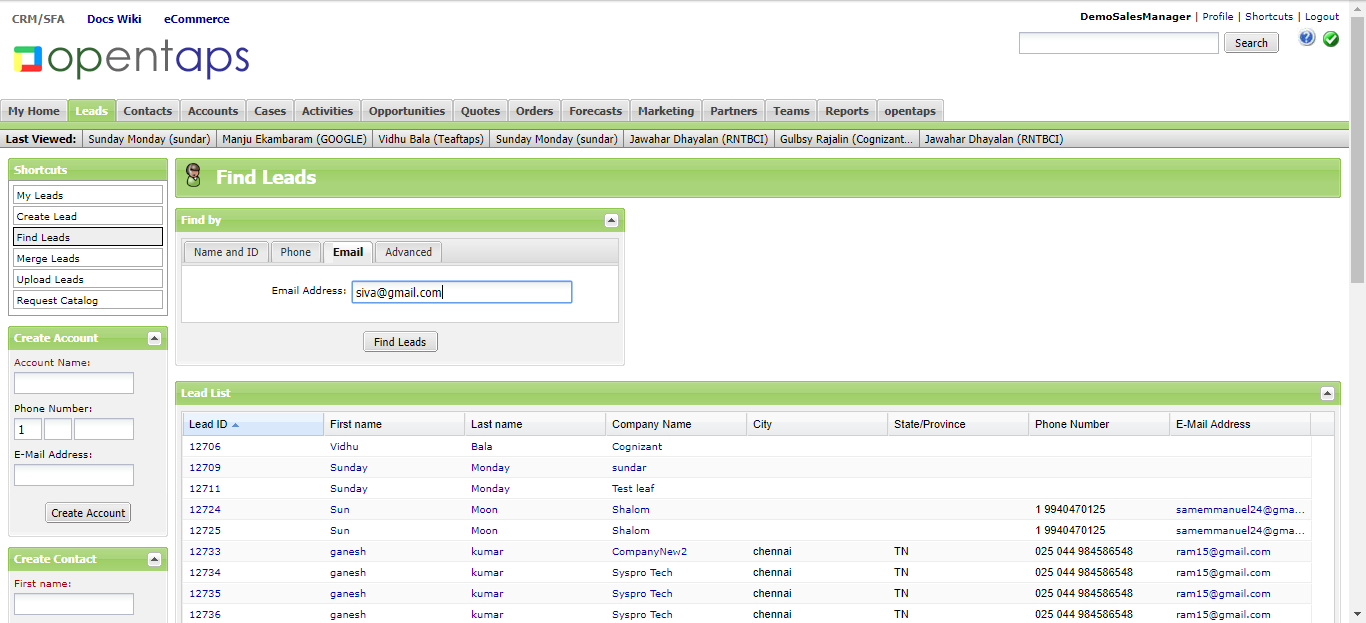 CRM/SFA Docs Wiki eCommerce
DemoSalesManager | Profile | Shortcuts | Logout
opentaps
Search
My Home Leads Contacts Accounts Cases Activities Opportunities Quotes Orders Forecasts Marketing Partners Teams Reports opentaps
Last Viewed: Sunday Monday (sundar) Manju Ekambaram (GOOGLE) Vidhu Bala (Teaftaps) Sunday Monday (sundar) Jawahar Dhayalan (RNTBCI) Gulbsy Rajalin (Cognizant... Jawahar Dhayalan (RNTBCI)
Shortcuts
My Leads
Create Lead
Find Leads
Merge Leads
Upload Leads
Request Catalog
Create Account
Account Name:
Phone Number:
1
E-Mail Address:
Create Account
Create Contact
First name:
Find Leads
Find by
Name and ID Phone Email Advanced
Email Address: siva@gmail.com
Find Leads
Lead List
Lead ID First name Last name Company Name City State/Province Phone Number E-Mail Address
12706 Vidhu Bala Cognizant
12709 Sunday Monday sundar
12711 Sunday Monday Test leaf
12724 Sun Moon Shalom 1 9940470125 samemmanuel24@gma...
12725 Sun Moon Shalom 1 9940470125 samemmanuel24@gma...
12733 ganesh kumar CompanyNew2 chennai TN 025 044 984586548 ram15@gmail.com
12734 ganesh kumar Syspro Tech chennai TN 025 044 984586548 ram15@gmail.com
12735 ganesh kumar Syspro Tech chennai TN 025 044 984586548 ram15@gmail.com
12736 ganesh kumar Syspro Tech chennai TN 025 044 984586548 ram15@gmail.com